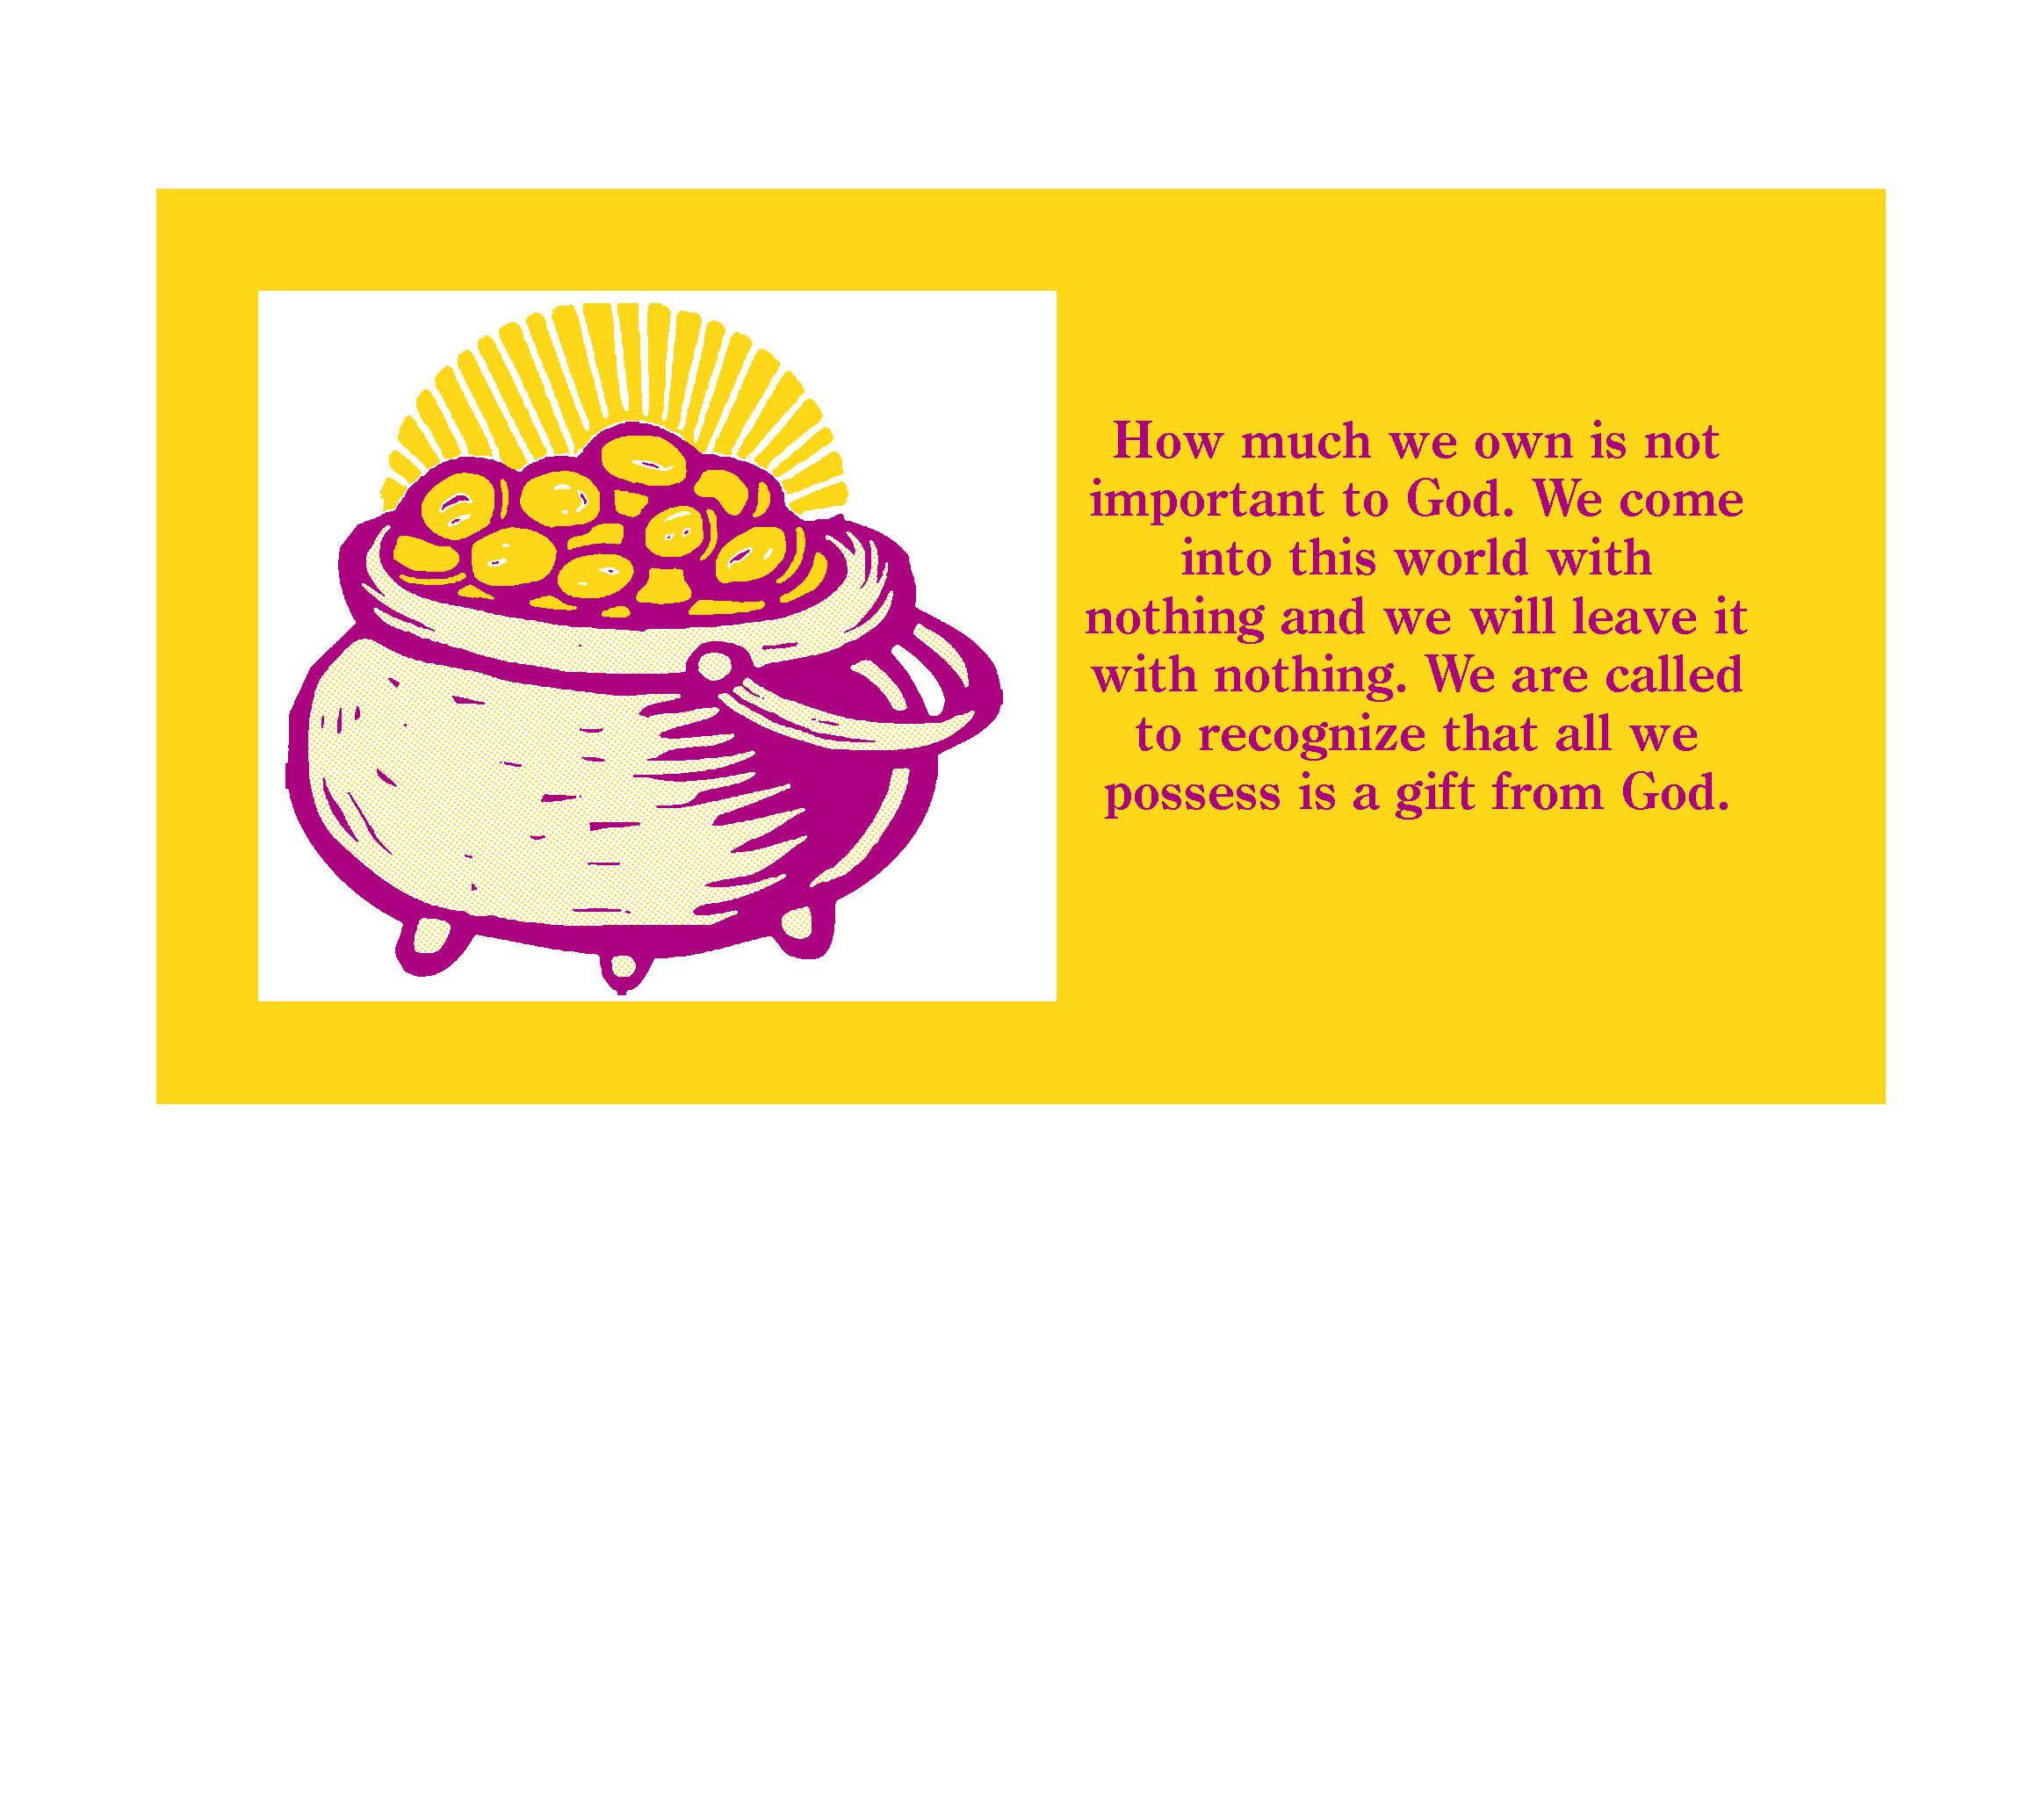 How much we own is not
important to God. We come
into this world with
nothing and we will leave it
with nothing. We are called
to recognize that all we
possess is a gift from God.